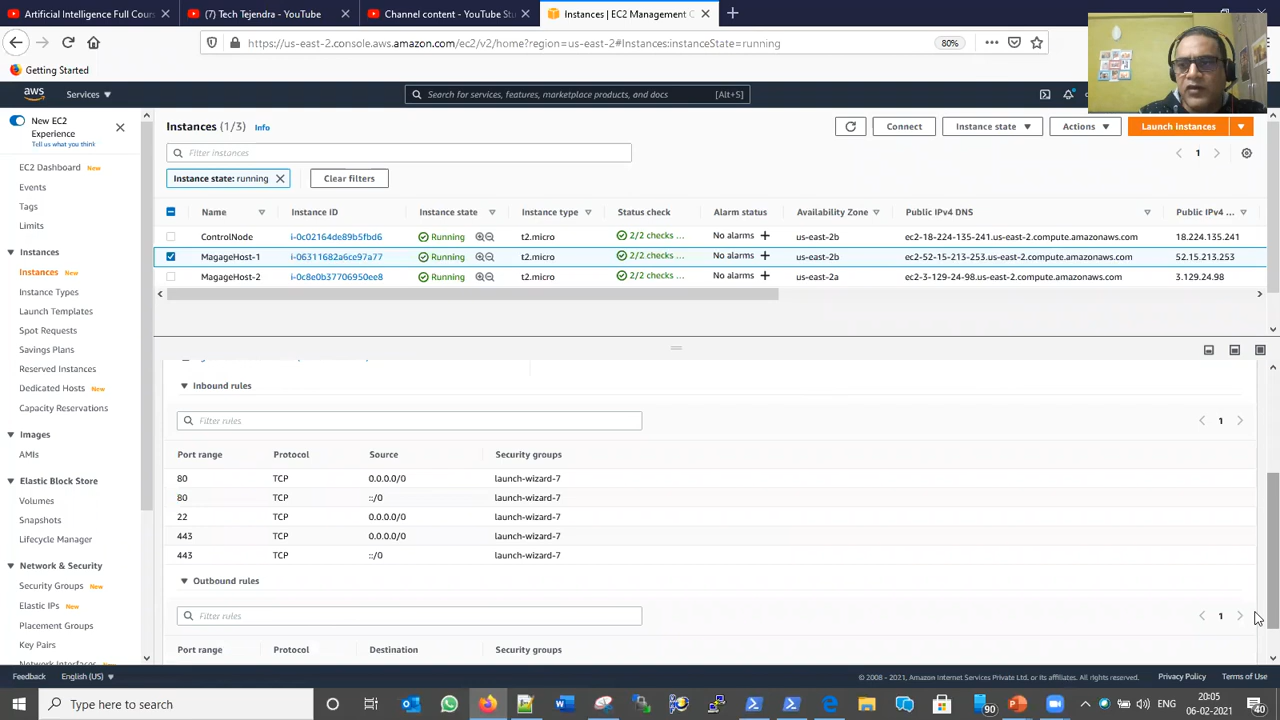 Artificial Intelligence Full Cour
(7) Tech Tejendra - YouTube
Channel content - YouTube S
Instances | EC2 Management C
https://us-east-2.console.aws.amazon.com/ec2/v2/home?region=us-east-2#Instances:instanceState=running
80%
Getting Started
aws
Services
Search for services, features, marketplace products, and docs
[Alt+S]
New EC2
Experience
Tell us what you think
EC2 Dashboard New
Events
Tags
Limits
Instances
Instances New
Instance Types
Launch Templates
Spot Requests
Savings Plans
Reserved Instances
Dedicated Hosts New
Capacity Reservations
Images
AMIs
Elastic Block Store
Volumes
Snapshots
Lifecycle Manager
Network & Security
Security Groups New
Elastic IPs New
Placement Groups
Key Pairs
Network Interfaces New
Instances (1/3) Info
Connect
Instance state
Actions
Launch instances
Filter instances
1
Instance state: running
Clear filters
Name Instance ID Instance state Instance type Status check Alarm status Availability Zone Public IPv4 DNS Public IPv4 ...
ControlNode i-0c02164de89b5fbd6 Running t2.micro 2/2 checks ... No alarms + us-east-2b ec2-18-224-135-241.us-east-2.compute.amazonaws.com 18.224.135.241
MagageHost-1 i-06311682a6ce97a77 Running t2.micro 2/2 checks ... No alarms + us-east-2b ec2-52-15-213-253.us-east-2.compute.amazonaws.com 52.15.213.253
MagageHost-2 i-0c8e0b37706950ee8 Running t2.micro 2/2 checks ... No alarms + us-east-2a ec2-3-129-24-98.us-east-2.compute.amazonaws.com 3.129.24.98
Inbound rules
Filter rules
1
Port range Protocol Source Security groups
80 TCP 0.0.0.0/0 launch-wizard-7
80 TCP ::/0 launch-wizard-7
22 TCP 0.0.0.0/0 launch-wizard-7
443 TCP 0.0.0.0/0 launch-wizard-7
443 TCP ::/0 launch-wizard-7
Outbound rules
Filter rules
1
Port range Protocol Destination Security groups
Feedback
English (US)
© 2008 - 2021, Amazon Internet Services Private Ltd. or its affiliates. All rights reserved.
Privacy Policy
Terms of Use
Type here to search
90
ENG
20:05
06-02-2021
40